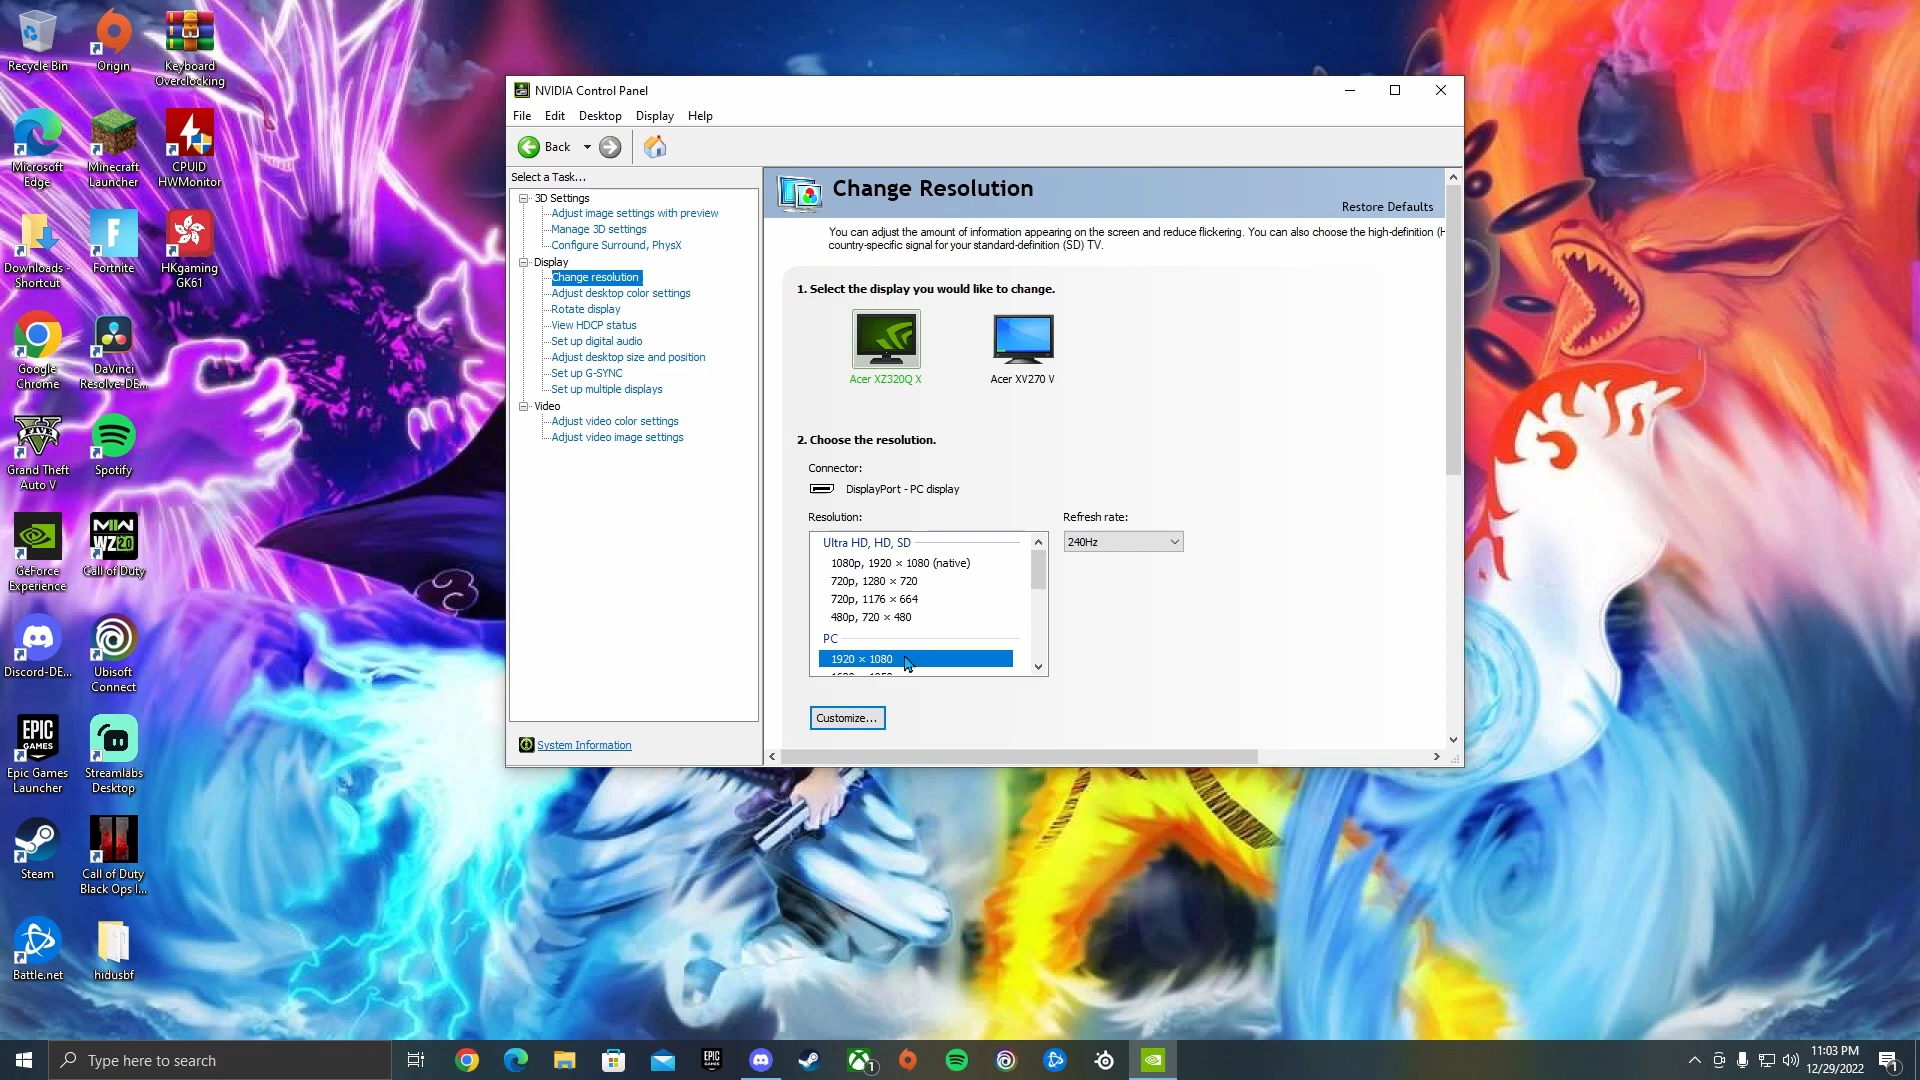 Recycle Bin
Origin
Keyboard
Overclocking
Microsoft
Edge
Minecraft
Launcher
CPUID
HWMonitor
Downloads -
Shortcut
Fortnite
HKgaming
GK61
Google
Chrome
DaVinci
Resolve-DE...
FIVE
Grand Theft
Auto V
Spotify
GeForce
Experience
MW
WZ2.0
Call of Duty
Discord-DE...
Ubisoft
Connect
EPIC
GAMES
Epic Games
Launcher
Streamlabs
Desktop
Steam
Call of Duty
Black Ops I...
Battle.net
hidusbf
NVIDIA Control Panel
File Edit Desktop Display Help
Back
Select a Task...
3D Settings
Adjust image settings with preview
Manage 3D settings
Configure Surround, PhysX
Display
Change resolution
Adjust desktop color settings
Rotate display
View HDCP status
Set up digital audio
Adjust desktop size and position
Set up G-SYNC
Set up multiple displays
Video
Adjust video color settings
Adjust video image settings
System Information
Change Resolution
Restore Defaults
You can adjust the amount of information appearing on the screen and reduce flickering. You can also choose the high-definition (H
country-specific signal for your standard-definition (SD) TV.
1. Select the display you would like to change.
Acer XZ320Q X
Acer XV270 V
2. Choose the resolution.
Connector:
DisplayPort - PC display
Resolution:
Refresh rate:
Ultra HD, HD, SD
240Hz
1080p, 1920 × 1080 (native)
720p, 1280 × 720
720p, 1176 × 664
480p, 720 × 480
PC
1920 × 1080
Customize...
Type here to search
EPIC
1
11:03 PM
12/29/2022
1